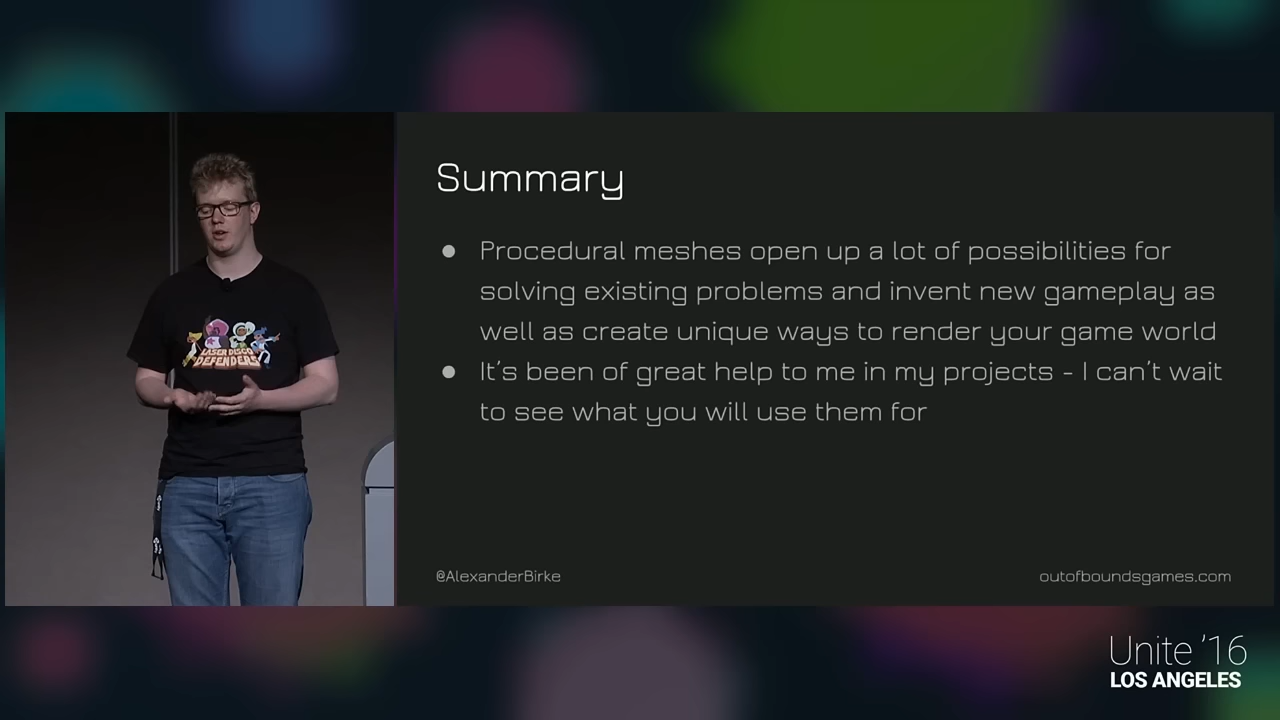 Summary
● Procedural meshes open up a lot of possibilities for
solving existing problems and invent new gameplay as
well as create unique ways to render your game world
● It's been of great help to me in my projects - I can't wait
to see what you will use them for
@AlexanderBirke
outofboundsgames.com
LASER DISCO
DEFENDERS
Unite '16
LOS ANGELES